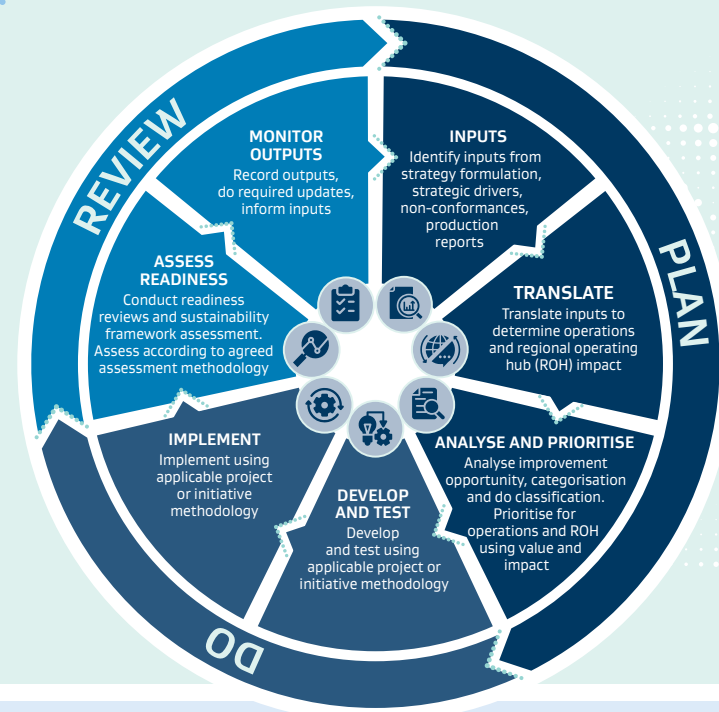 REVIEW
PLAN
DO
INPUTS
Identify inputs from
strategy formulation,
strategic drivers,
non-conformances,
production
reports
TRANSLATE
Translate inputs to
determine operations
and regional operating
hub (ROH) impact
ANALYSE AND PRIORITISE
Analyse improvement
opportunity, categorisation
and do classification.
Prioritise for
operations and ROH
using value and
impact
DEVELOP
AND TEST
Develop
and test using
applicable project or
initiative methodology
IMPLEMENT
Implement using
applicable project
or initiative
methodology
ASSESS
READINESS
Conduct readiness
reviews and sustainability
framework assessment.
Assess according to agreed
assessment methodology
MONITOR
OUTPUTS
Record outputs,
do required updates,
inform inputs